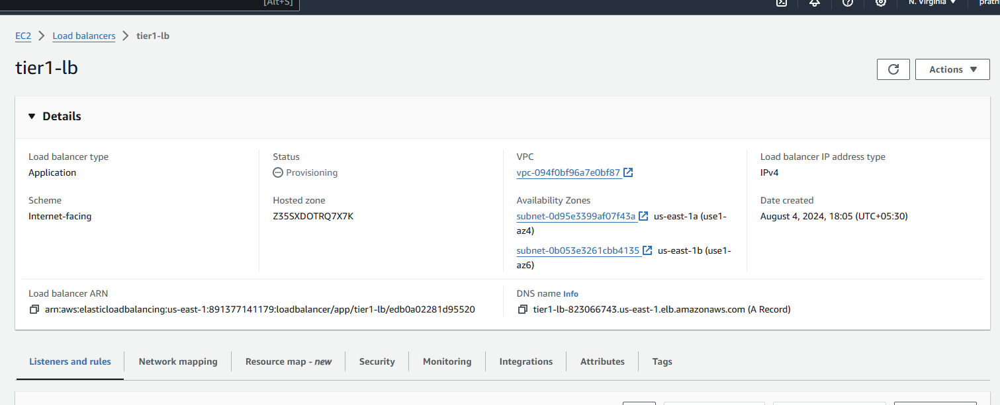 [Alt+S]
N. Virginia
EC2 Load balancers tier1-lb
tier1-lb
Actions
Details
Load balancer type
Application
Scheme
Internet-facing
Status
Provisioning
Hosted zone
Z35SXDOTRQ7X7K
VPC
vpc-094f0bf96a7e0bf87
Availability Zones
subnet-0d95e3399af07f43a us-east-1a (use1-
az4)
subnet-0b053e3261cbb4135 us-east-1b (use1-
az6)
Load balancer IP address type
IPv4
Date created
August 4, 2024, 18:05 (UTC+05:30)
Load balancer ARN
arn:aws:elasticloadbalancing:us-east-1:891377141179:loadbalancer/app/tier1-lb/edb0a02281d95520
DNS name Info
tier1-lb-823066743.us-east-1.elb.amazonaws.com (A Record)
Listeners and rules Network mapping Resource map - new Security Monitoring Integrations Attributes Tags